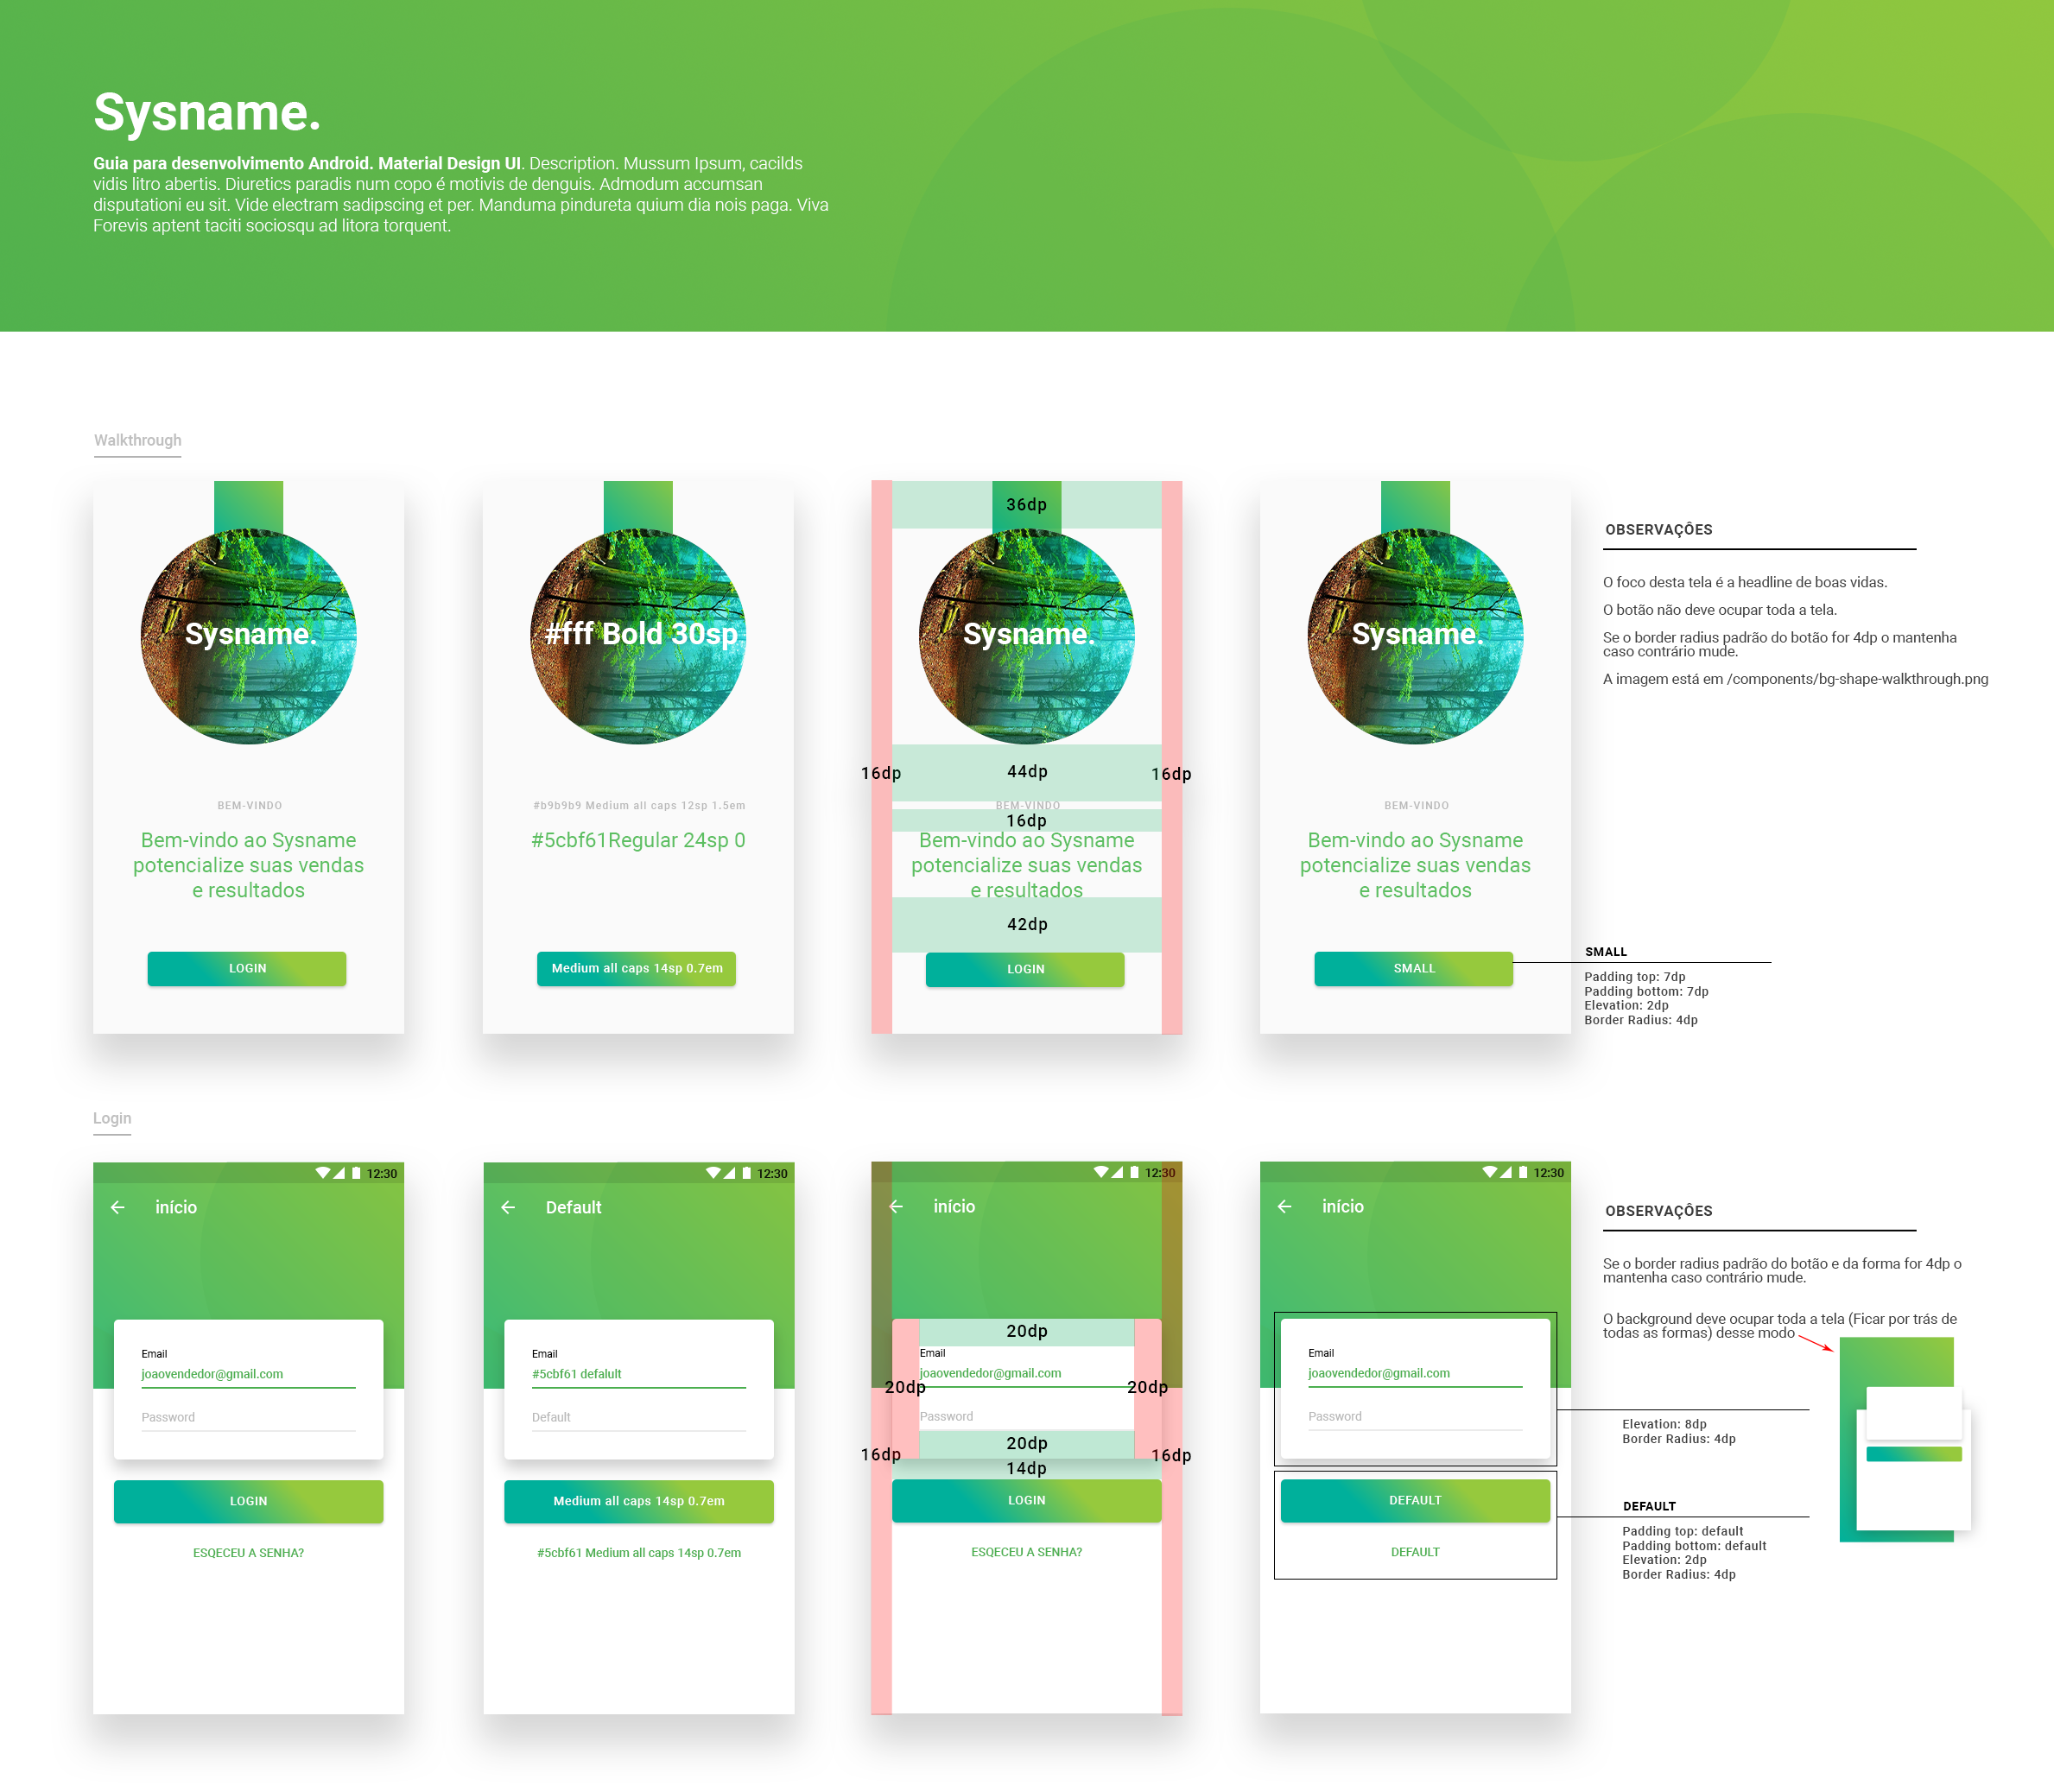 Sysname.
Guia para desenvolvimento Android. Material Design UI. Description. Mussum Ipsum, cacilds
vidis litro abertis. Diuretics paradis num copo é motivis de denguis. Admodum accumsan
disputationi eu sit. Vide electram sadipscing et per. Manduma pindureta quium dia nois paga. Viva
Forevis aptent taciti sociosqu ad litora torquent.
Walkthrough
Sysname.
BEM-VINDO
Bem-vindo ao Sysname
potencialize suas vendas
e resultados
LOGIN
#fff Bold 30sp
#b9b9b9 Medium all caps 12sp 1.5em
#5cbf61Regular 24sp 0
Medium all caps 14sp 0.7em
36dp
Sysname.
16dp
44dp
16dp
BEM-VINDO
16dp
Bem-vindo ao Sysname
potencialize suas vendas
e resultados
42dp
LOGIN
Sysname.
BEM-VINDO
Bem-vindo ao Sysname
potencialize suas vendas
e resultados
SMALL
OBSERVAÇÔES
O foco desta tela é a headline de boas vidas.
O botão não deve ocupar toda a tela.
Se o border radius padrão do botão for 4dp o mantenha
caso contrário mude.
A imagem está em /components/bg-shape-walkthrough.png
SMALL
Padding top: 7dp
Padding bottom: 7dp
Elevation: 2dp
Border Radius: 4dp
Login
12:30
início
Email
joaovendedor@gmail.com
Password
LOGIN
ESQECEU A SENHA?
12:30
Default
Email
#5cbf61 defalult
Default
Medium all caps 14sp 0.7em
#5cbf61 Medium all caps 14sp 0.7em
12:30
início
20dp
Email
joaovendedor@gmail.com
20dp
20dp
Password
20dp
16dp
16dp
14dp
LOGIN
ESQECEU A SENHA?
12:30
início
Email
joaovendedor@gmail.com
Password
DEFAULT
DEFAULT
OBSERVAÇÔES
Se o border radius padrão do botão e da forma for 4dp o
mantenha caso contrário mude.
O background deve ocupar toda a tela (Ficar por trás de
todas as formas) desse modo
Elevation: 8dp
Border Radius: 4dp
DEFAULT
Padding top: default
Padding bottom: default
Elevation: 2dp
Border Radius: 4dp